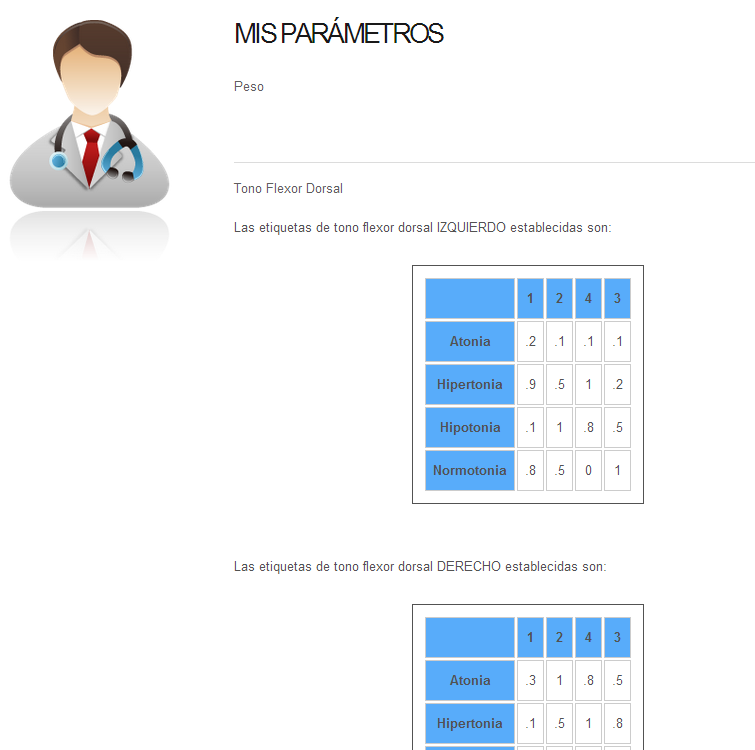 MIS PARÁMETROS
Peso
Tono Flexor Dorsal
Las etiquetas de tono flexor dorsal IZQUIERDO establecidas son:
1 2 4 3
Atonia .2 .1 .1 .1
Hipertonia .9 .5 1 .2
Hipotonia .1 1 .8 .5
Normotonia .8 .5 0 1
Las etiquetas de tono flexor dorsal DERECHO establecidas son:
1 2 4 3
Atonia .3 1 .8 .5
Hipertonia .1 .5 1 .8